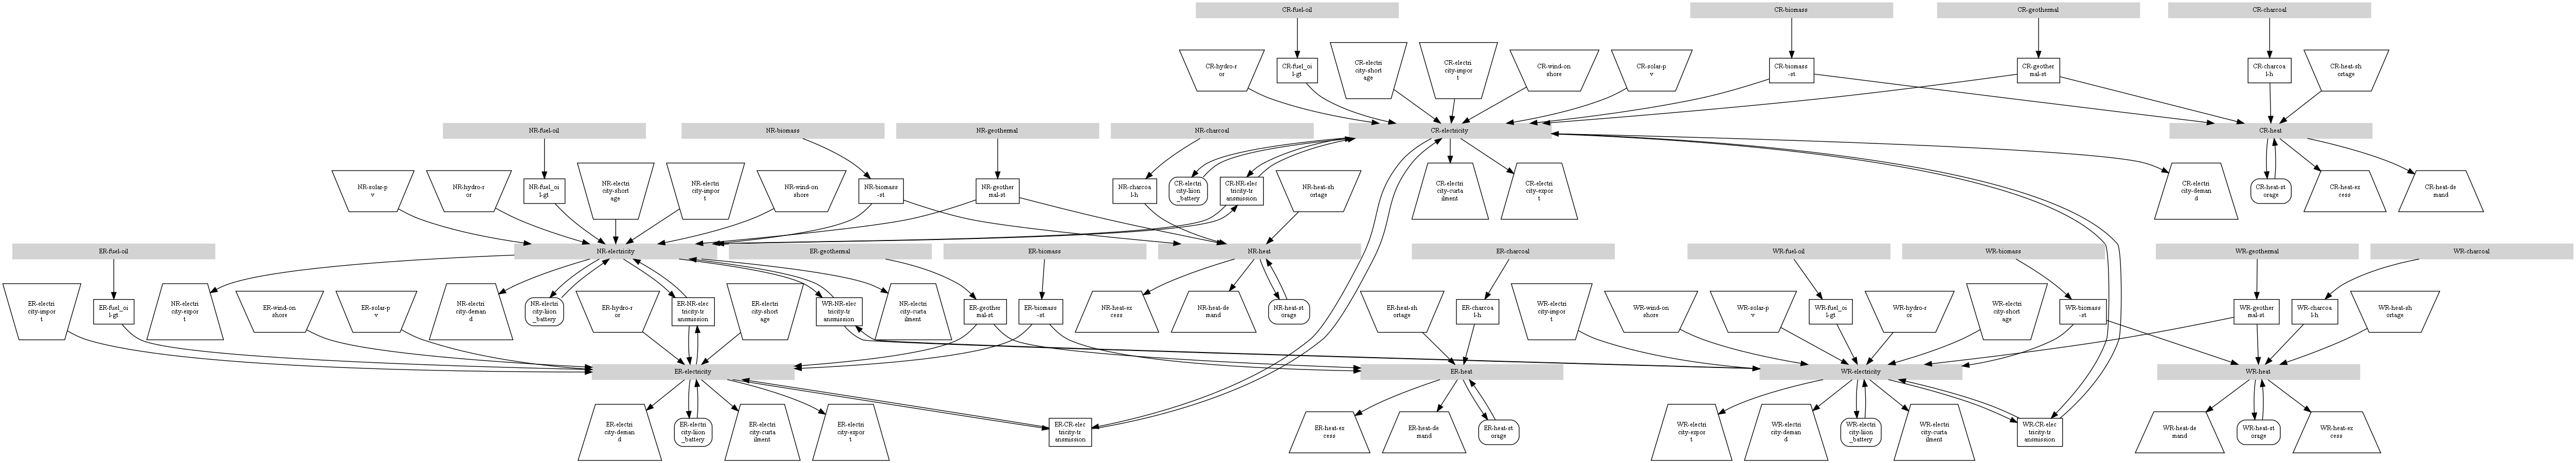 CR-fuel-oil
CR-biomass
CR-geothermal
CR-charcoal
CR-hydro-r
or
CR-fuel_oi
l-gt
CR-electri
city-short
age
CR-electri
city-impor
t
CR-wind-on
shore
CR-solar-p
v
CR-biomass
-st
CR-geother
mal-st
CR-charcoa
l-h
CR-heat-sh
ortage
NR-fuel-oil
NR-biomass
NR-geothermal
NR-charcoal
CR-electricity
CR-heat
NR-solar-p
v
NR-hydro-r
or
NR-fuel_oi
l-gt
NR-electri
city-short
age
NR-electri
city-impor
t
NR-wind-on
shore
NR-biomass
-st
NR-geother
mal-st
NR-charcoa
l-h
CR-electri
city-liion
_battery
CR-NR-elec
tricity-tr
ansmission
NR-heat-sh
ortage
CR-electri
city-curta
ilment
CR-electri
city-expor
t
CR-electri
city-deman
d
CR-heat-st
orage
CR-heat-ex
cess
CR-heat-de
mand
ER-fuel-oil
NR-electricity
ER-geothermal
ER-biomass
NR-heat
ER-charcoal
WR-fuel-oil
WR-biomass
WR-geothermal
WR-charcoal
ER-electri
city-impor
t
ER-fuel_oi
l-gt
NR-electri
city-expor
t
ER-wind-on
shore
ER-solar-p
v
NR-electri
city-deman
d
NR-electri
city-liion
_battery
ER-hydro-r
or
ER-NR-elec
tricity-tr
ansmission
ER-electri
city-short
age
WR-NR-elec
tricity-tr
ansmission
NR-electri
city-curta
ilment
ER-geother
mal-st
ER-biomass
-st
NR-heat-ex
cess
NR-heat-de
mand
NR-heat-st
orage
ER-heat-sh
ortage
ER-charcoa
l-h
WR-electri
city-impor
t
WR-wind-on
shore
WR-solar-p
v
WR-fuel_oi
l-gt
WR-hydro-r
or
WR-electri
city-short
age
WR-biomass
-st
WR-geother
mal-st
WR-charcoa
l-h
WR-heat-sh
ortage
ER-electricity
ER-heat
WR-electricity
WR-heat
ER-electri
city-deman
d
ER-electri
city-liion
_battery
ER-electri
city-curta
ilment
ER-electri
city-expor
t
ER-CR-elec
tricity-tr
ansmission
ER-heat-ex
cess
ER-heat-de
mand
ER-heat-st
orage
WR-electri
city-expor
t
WR-electri
city-deman
d
WR-electri
city-liion
_battery
WR-electri
city-curta
ilment
WR-CR-elec
tricity-tr
ansmission
WR-heat-de
mand
WR-heat-st
orage
WR-heat-ex
cess